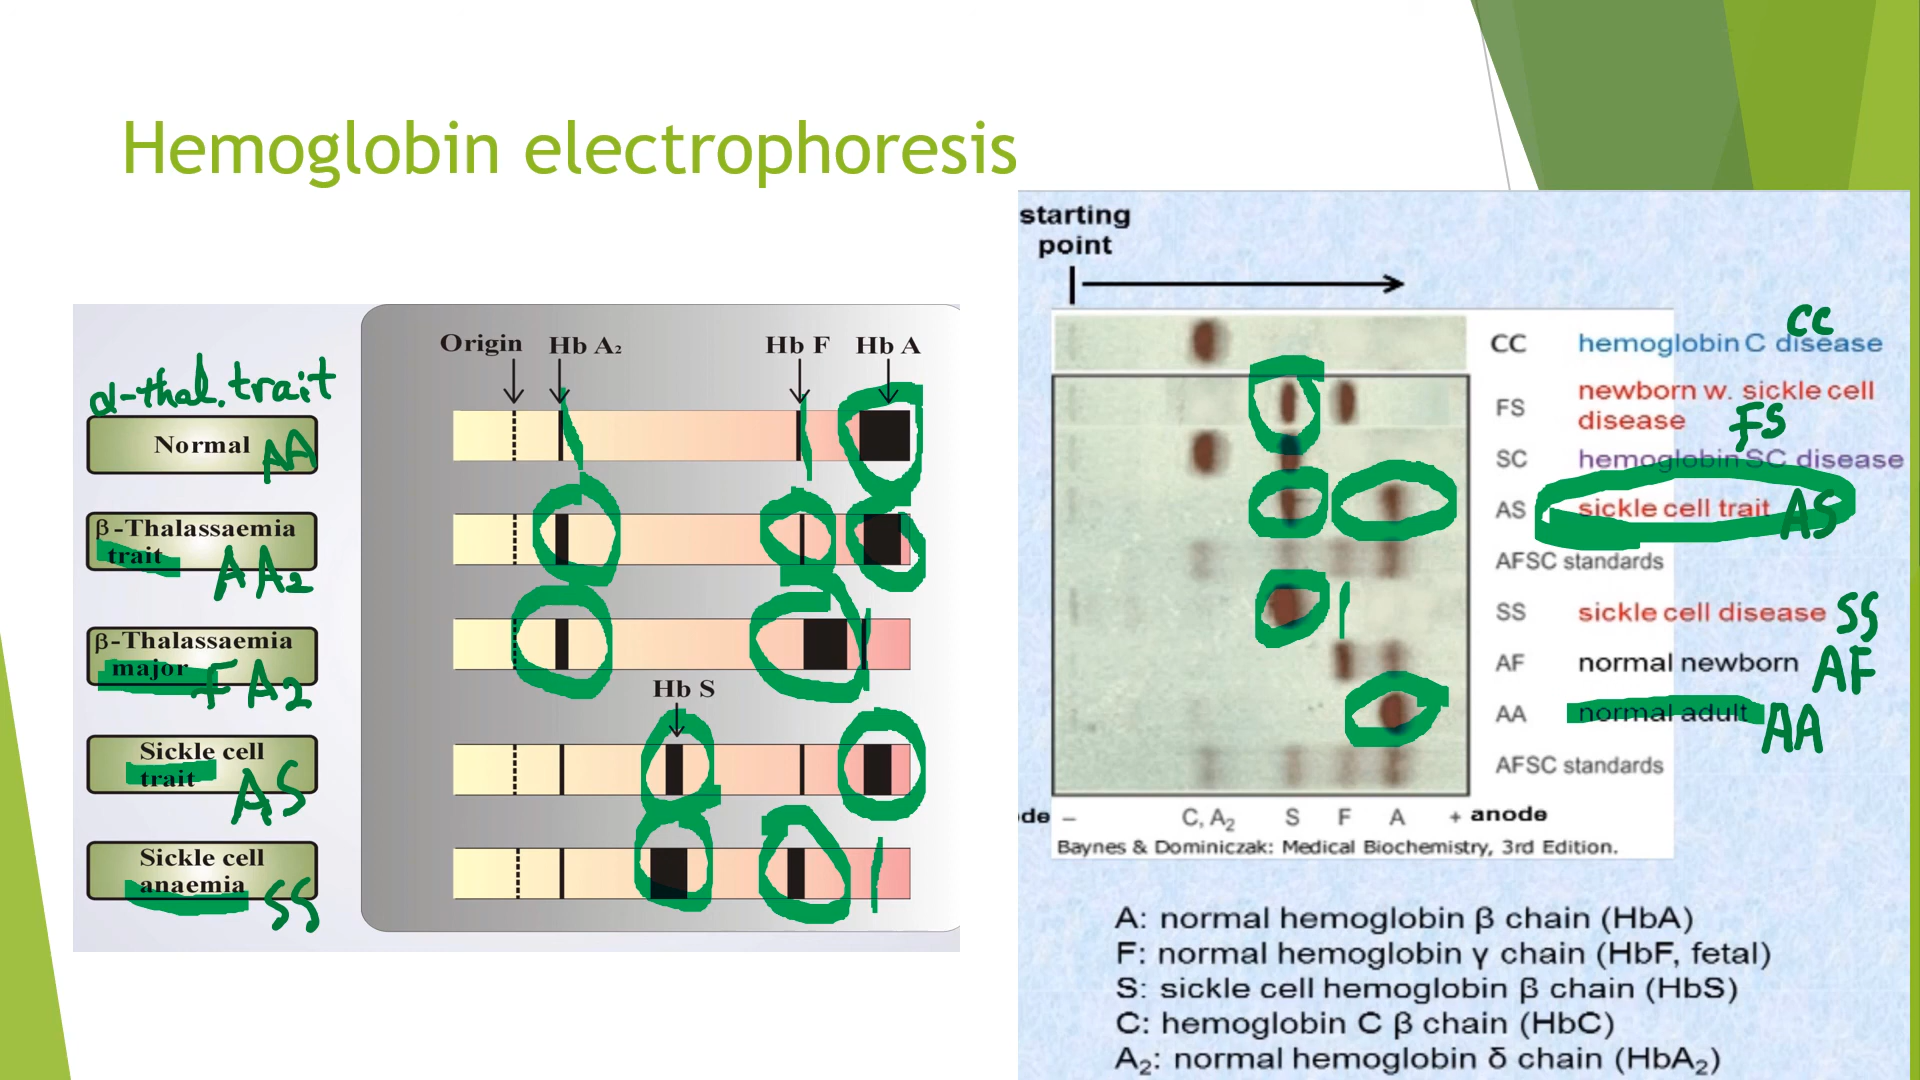 Hemoglobin electrophoresis
Origin Hb A₂ Hb F Hb A
α-thal. trait
Normal AA
β-Thalassaemia
trait AA₂
β-Thalassaemia
major FA₂
Hb S
Sickle cell
trait AS
Sickle cell
anaemia SS
starting
point
CC hemoglobin C disease CC
FS newborn w. sickle cell
disease FS
SC hemoglobin SC disease
AS sickle cell trait AS
AFSC standards
SS sickle cell disease SS
AF normal newborn AF
AA normal adult AA
AFSC standards
de – C, A₂ S F A + anode
Baynes & Dominiczak: Medical Biochemistry, 3rd Edition.
A: normal hemoglobin β chain (HbA)
F: normal hemoglobin γ chain (HbF, fetal)
S: sickle cell hemoglobin β chain (HbS)
C: hemoglobin C β chain (HbC)
A₂: normal hemoglobin δ chain (HbA₂)